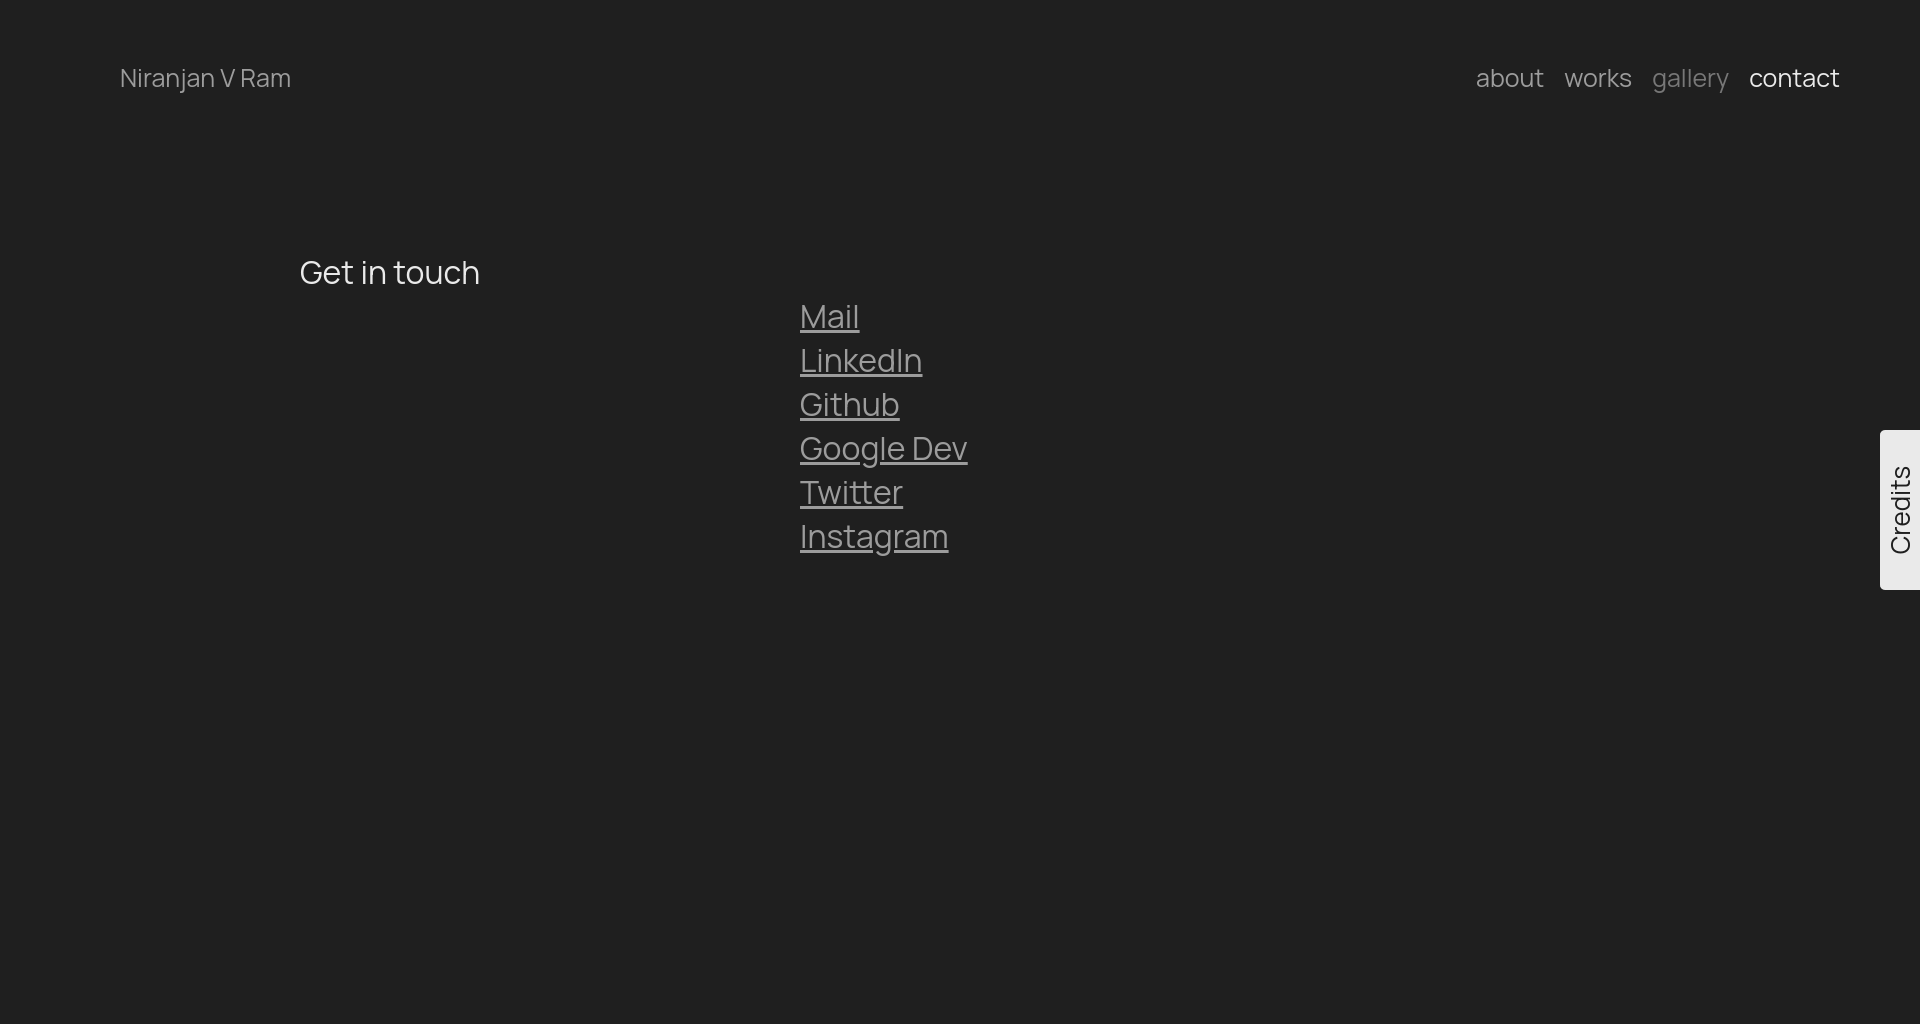 Niranjan V Ram
about works gallery contact
Get in touch
Mail
LinkedIn
Github
Google Dev
Twitter
Instagram
Credits